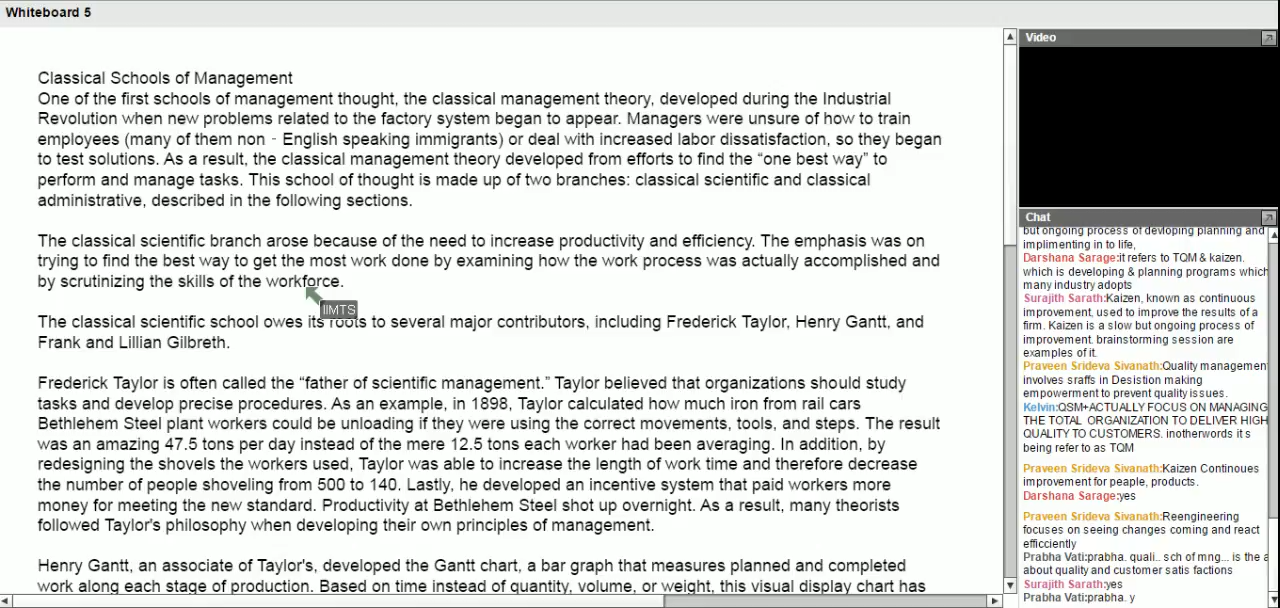 Whiteboard 5
Classical Schools of Management
One of the first schools of management thought, the classical management theory, developed during the Industrial
Revolution when new problems related to the factory system began to appear. Managers were unsure of how to train
employees (many of them non - English speaking immigrants) or deal with increased labor dissatisfaction, so they began
to test solutions. As a result, the classical management theory developed from efforts to find the “one best way” to
perform and manage tasks. This school of thought is made up of two branches: classical scientific and classical
administrative, described in the following sections.
The classical scientific branch arose because of the need to increase productivity and efficiency. The emphasis was on
trying to find the best way to get the most work done by examining how the work process was actually accomplished and
by scrutinizing the skills of the workforce.
IIMTS
The classical scientific school owes its roots to several major contributors, including Frederick Taylor, Henry Gantt, and
Frank and Lillian Gilbreth.
Frederick Taylor is often called the “father of scientific management.” Taylor believed that organizations should study
tasks and develop precise procedures. As an example, in 1898, Taylor calculated how much iron from rail cars
Bethlehem Steel plant workers could be unloading if they were using the correct movements, tools, and steps. The result
was an amazing 47.5 tons per day instead of the mere 12.5 tons each worker had been averaging. In addition, by
redesigning the shovels the workers used, Taylor was able to increase the length of work time and therefore decrease
the number of people shoveling from 500 to 140. Lastly, he developed an incentive system that paid workers more
money for meeting the new standard. Productivity at Bethlehem Steel shot up overnight. As a result, many theorists
followed Taylor's philosophy when developing their own principles of management.
Henry Gantt, an associate of Taylor's, developed the Gantt chart, a bar graph that measures planned and completed
work along each stage of production. Based on time instead of quantity, volume, or weight, this visual display chart has
Video
Chat
but ongoing process of devloping planning and
implimenting in to life,
Darshana Sarage:it refers to TQM & kaizen.
which is developing & planning programs which
many industry adopts
Surajith Sarath:Kaizen, known as continuous
improvement, used to improve the results of a
firm. Kaizen is a slow but ongoing process of
improvement. brainstorming session are
examples of it.
Praveen Srideva Sivanath:Quality management
involves sraffs in Desistion making
empowerment to prevent quality issues.
Kelvin:QSM+ACTUALLY FOCUS ON MANAGING
THE TOTAL ORGANIZATION TO DELIVER HIGH
QUALITY TO CUSTOMERS. inotherwords it s
being refer to as TQM
Praveen Srideva Sivanath:Kaizen Continoues
improvement for peaple, products.
Darshana Sarage:yes
Praveen Srideva Sivanath:Reengineering
focuses on seeing changes coming and react
efficciently
Prabha Vati:prabha. quali.. sch of mng... is the a
about quality and customer satis factions
Surajith Sarath:yes
Prabha Vati:prabha. y